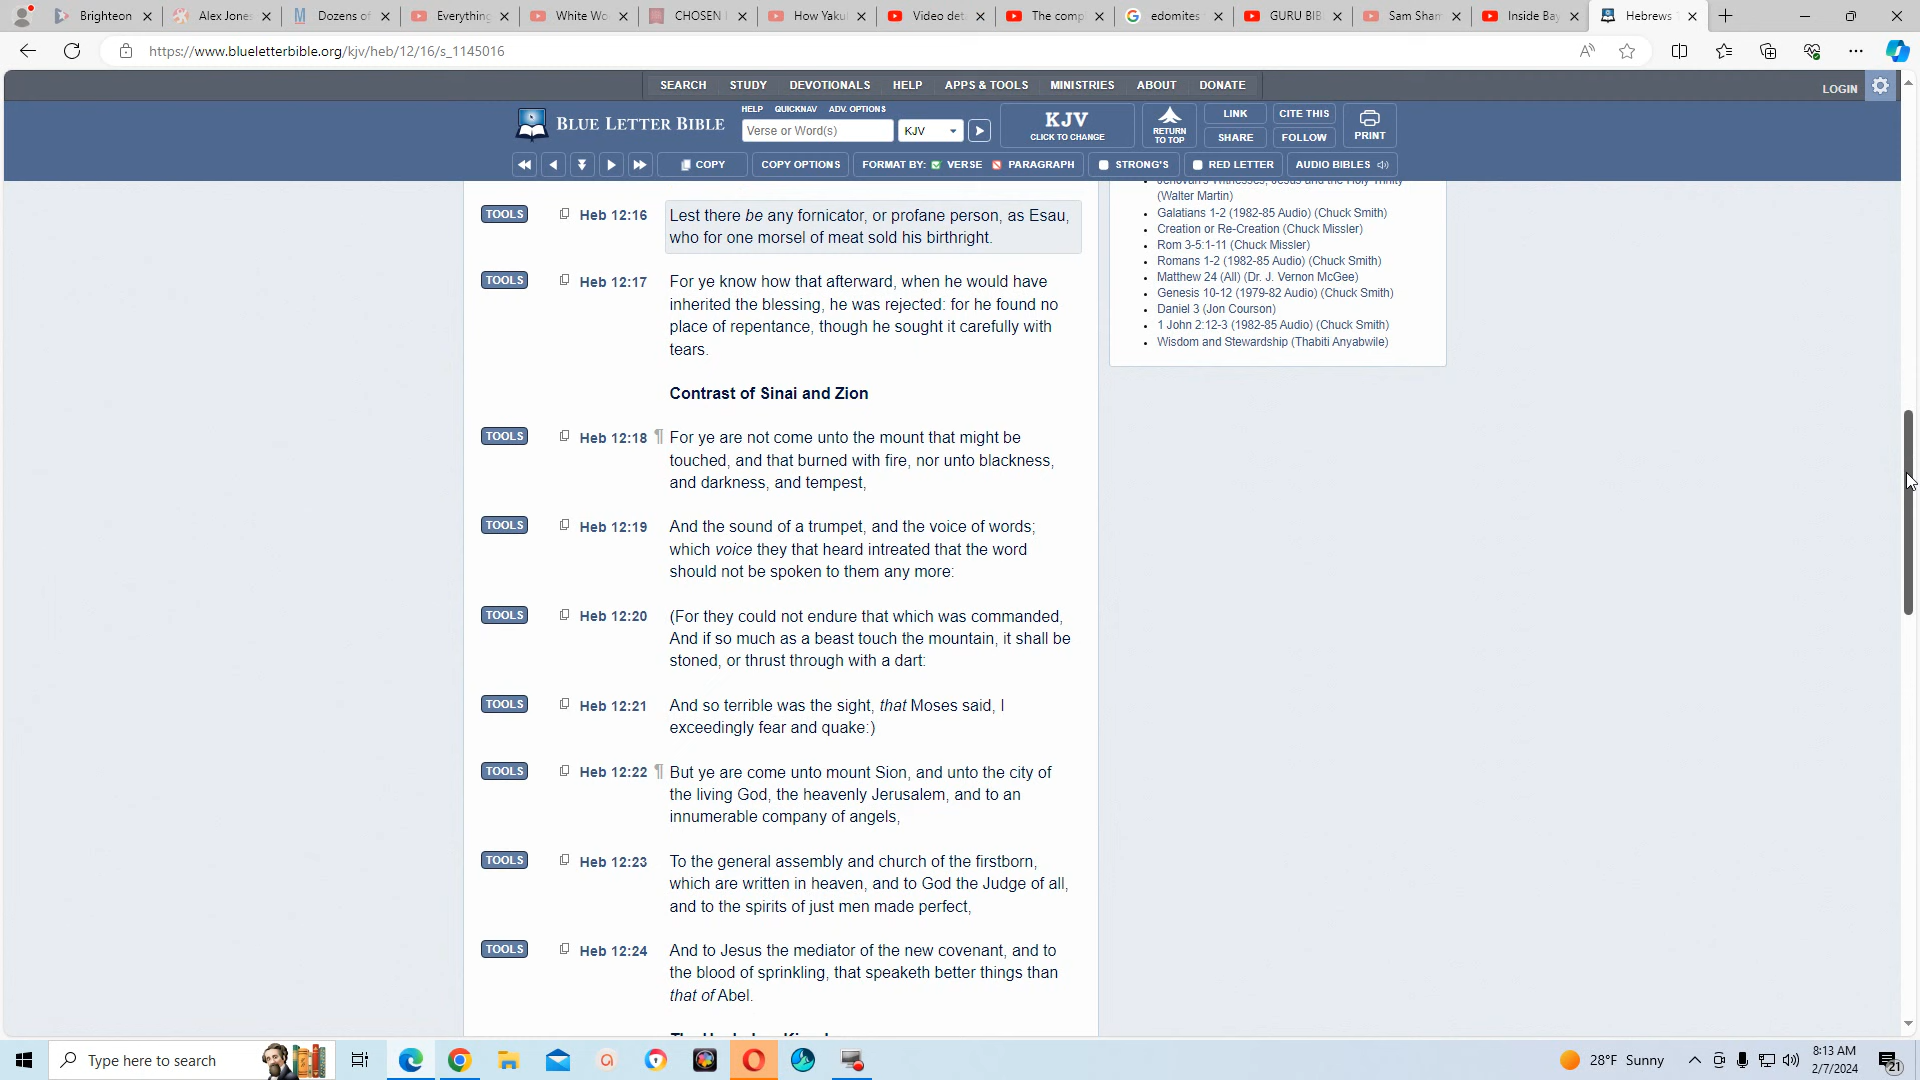 Brighteon
Alex Jone
Dozens of
Everything
White Wo
CHOSEN
How Yaku
Video det
The comp
edomites
GURU BIB
Sam Sham
Inside Bay
Hebrews
https://www.blueletterbible.org/kjv/heb/12/16/s_1145016
SEARCH STUDY DEVOTIONALS HELP APPS & TOOLS MINISTRIES ABOUT DONATE
LOGIN
BLUE LETTER BIBLE
HELP QUICKNAV ADV. OPTIONS
Verse or Word(s)
KJV
KJV
CLICK TO CHANGE
RETURN
TO TOP
LINK
CITE THIS
SHARE
FOLLOW
PRINT
COPY
COPY OPTIONS
FORMAT BY: VERSE PARAGRAPH
STRONG'S
RED LETTER
AUDIO BIBLES
TOOLS Heb 12:16 Lest there be any fornicator, or profane person, as Esau,
who for one morsel of meat sold his birthright.
TOOLS Heb 12:17 For ye know how that afterward, when he would have
inherited the blessing, he was rejected: for he found no
place of repentance, though he sought it carefully with
tears.
Contrast of Sinai and Zion
TOOLS Heb 12:18 ¶ For ye are not come unto the mount that might be
touched, and that burned with fire, nor unto blackness,
and darkness, and tempest,
TOOLS Heb 12:19 And the sound of a trumpet, and the voice of words;
which voice they that heard intreated that the word
should not be spoken to them any more:
TOOLS Heb 12:20 (For they could not endure that which was commanded,
And if so much as a beast touch the mountain, it shall be
stoned, or thrust through with a dart:
TOOLS Heb 12:21 And so terrible was the sight, that Moses said, I
exceedingly fear and quake:)
TOOLS Heb 12:22 ¶ But ye are come unto mount Sion, and unto the city of
the living God, the heavenly Jerusalem, and to an
innumerable company of angels,
TOOLS Heb 12:23 To the general assembly and church of the firstborn,
which are written in heaven, and to God the Judge of all,
and to the spirits of just men made perfect,
TOOLS Heb 12:24 And to Jesus the mediator of the new covenant, and to
the blood of sprinkling, that speaketh better things than
that of Abel.
Jehovah's Witnesses, Jesus and the Holy Trinity
(Walter Martin)
Galatians 1-2 (1982-85 Audio) (Chuck Smith)
Creation or Re-Creation (Chuck Missler)
Rom 3-5:1-11 (Chuck Missler)
Romans 1-2 (1982-85 Audio) (Chuck Smith)
Matthew 24 (All) (Dr. J. Vernon McGee)
Genesis 10-12 (1979-82 Audio) (Chuck Smith)
Daniel 3 (Jon Courson)
1 John 2:12-3 (1982-85 Audio) (Chuck Smith)
Wisdom and Stewardship (Thabiti Anyabwile)
Type here to search
28°F Sunny
8:13 AM
2/7/2024
21